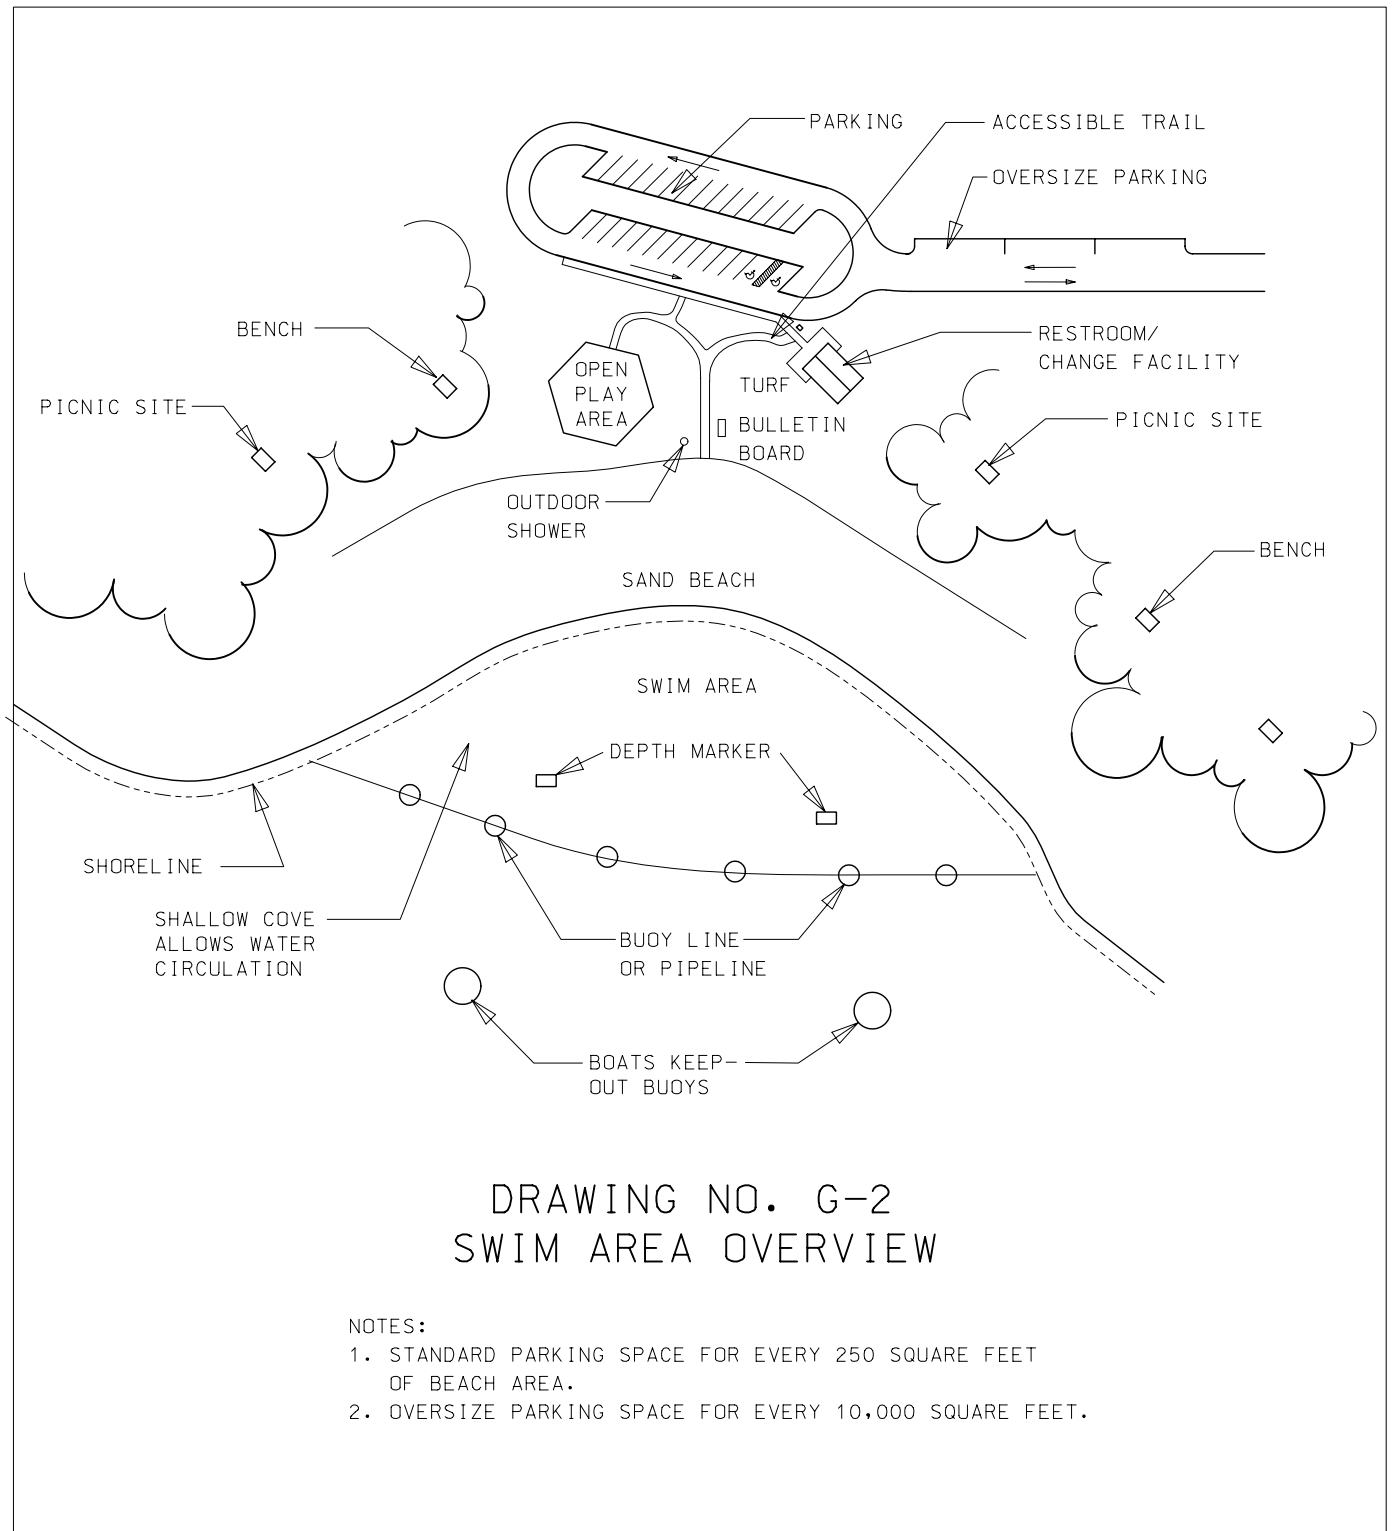 PARKING
ACCESSIBLE TRAIL
OVERSIZE PARKING
BENCH
RESTROOM/
CHANGE FACILITY
OPEN
PLAY
AREA
TURF
PICNIC SITE
BULLETIN
BOARD
PICNIC SITE
OUTDOOR
SHOWER
BENCH
SAND BEACH
SWIM AREA
DEPTH MARKER
SHORELINE
SHALLOW COVE
ALLOWS WATER
CIRCULATION
BUOY LINE
OR PIPELINE
BOATS KEEP-
OUT BUOYS
DRAWING NO. G-2
SWIM AREA OVERVIEW
NOTES:
1. STANDARD PARKING SPACE FOR EVERY 250 SQUARE FEET
OF BEACH AREA.
2. OVERSIZE PARKING SPACE FOR EVERY 10,000 SQUARE FEET.